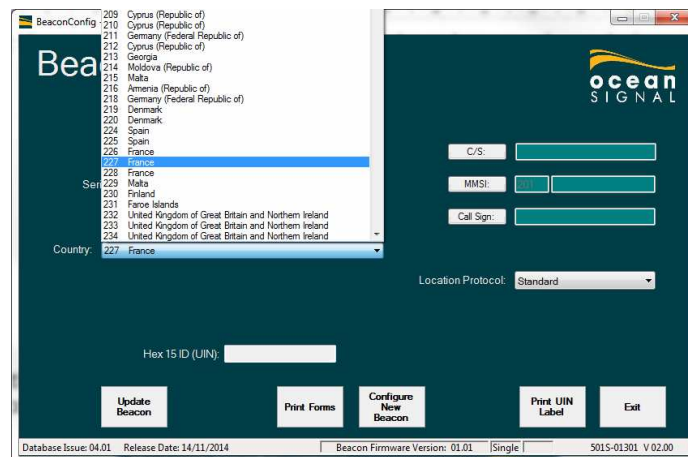 BeaconConfig -
Bea
209 Cyprus (Republic of)
210 Cyprus (Republic of)
211 Germany (Federal Republic of)
212 Cyprus (Republic of)
213 Georgia
214 Moldova (Republic of)
215 Malta
216 Armenia (Republic of)
218 Germany (Federal Republic of)
219 Denmark
220 Denmark
224 Spain
225 Spain
226 France
227 France
228 France
229 Malta
230 Finland
231 Faroe Islands
232 United Kingdom of Great Britain and Northern Ireland
233 United Kingdom of Great Britain and Northern Ireland
234 United Kingdom of Great Britain and Northern Ireland
ocean
SIGNAL
C/S:
Seri
MMSI: 201
Call Sign:
Country: 227 France
Location Protocol: Standard
Hex 15 ID (UIN):
Update
Beacon
Print Forms
Configure
New
Beacon
Print UIN
Label
Exit
Database Issue: 04.01 Release Date: 14/11/2014 Beacon Firmware Version: 01.01 Single 501S-01301 V 02.00